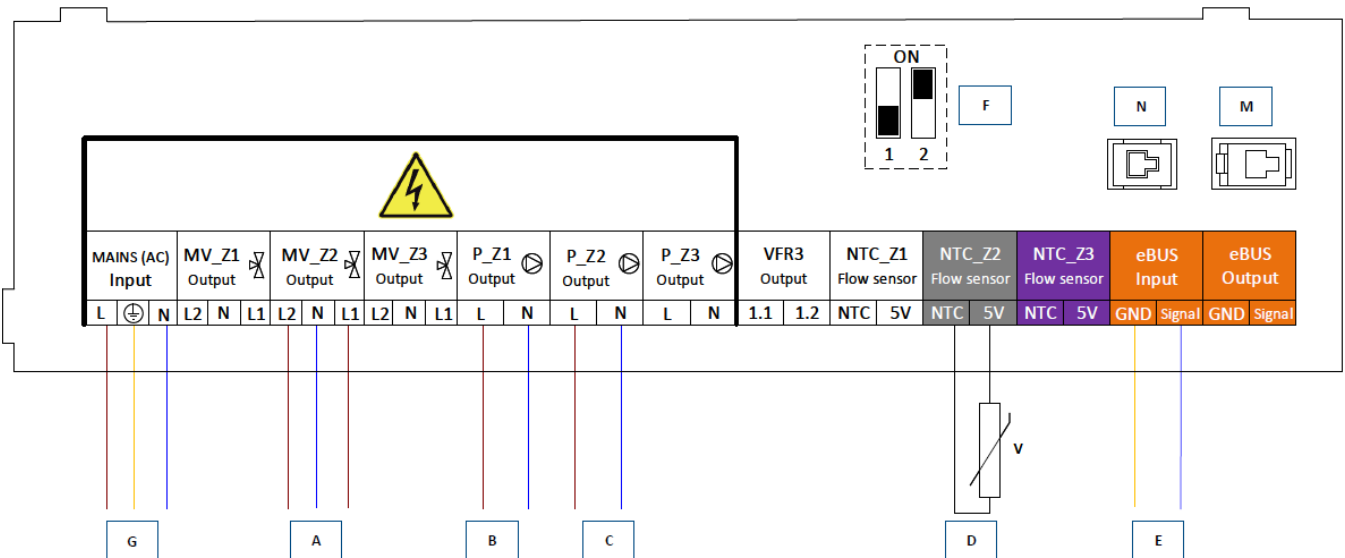 ON
1 2
F
N
M
MAINS (AC)
Input
MV_Z1
Output
MV_Z2
Output
MV_Z3
Output
P_Z1
Output
P_Z2
Output
P_Z3
Output
VFR3
Output
NTC_Z1
Flow sensor
NTC_Z2
Flow sensor
NTC_Z3
Flow sensor
eBUS
Input
eBUS
Output
L N L2 N L1 L2 N L1 L2 N L1 L N L N L N 1.1 1.2 NTC 5V NTC 5V NTC 5V GND Signal GND Signal
V
G
A
B
C
D
E